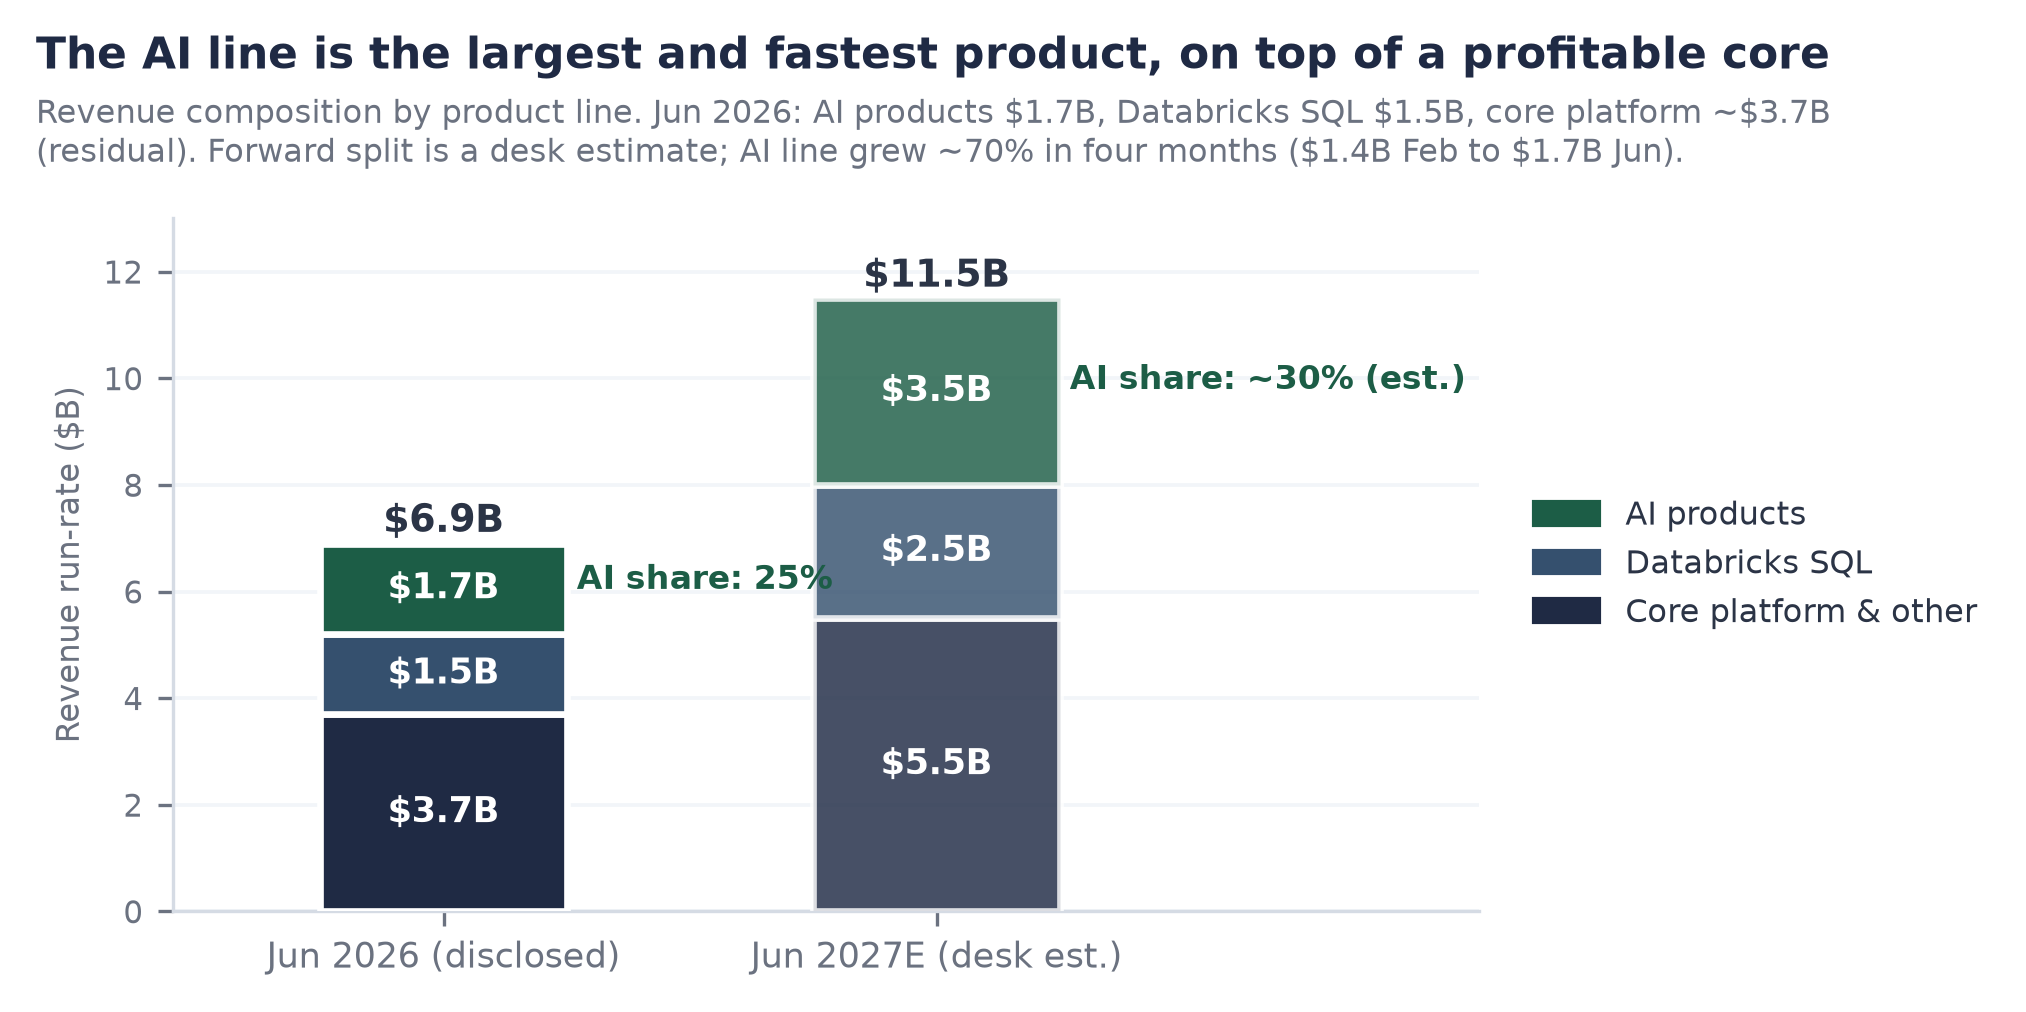 The AI line is the largest and fastest product, on top of a profitable core
Revenue composition by product line. Jun 2026: AI products $1.7B, Databricks SQL $1.5B, core platform ~$3.7B
(residual). Forward split is a desk estimate; AI line grew ~70% in four months ($1.4B Feb to $1.7B Jun).
Revenue run-rate ($B)
12
10
8
6
4
2
0
$6.9B
$1.7B
AI share: 25%
$1.5B
$3.7B
$11.5B
$3.5B
AI share: ~30% (est.)
$2.5B
$5.5B
Jun 2026 (disclosed)
Jun 2027E (desk est.)
AI products
Databricks SQL
Core platform & other